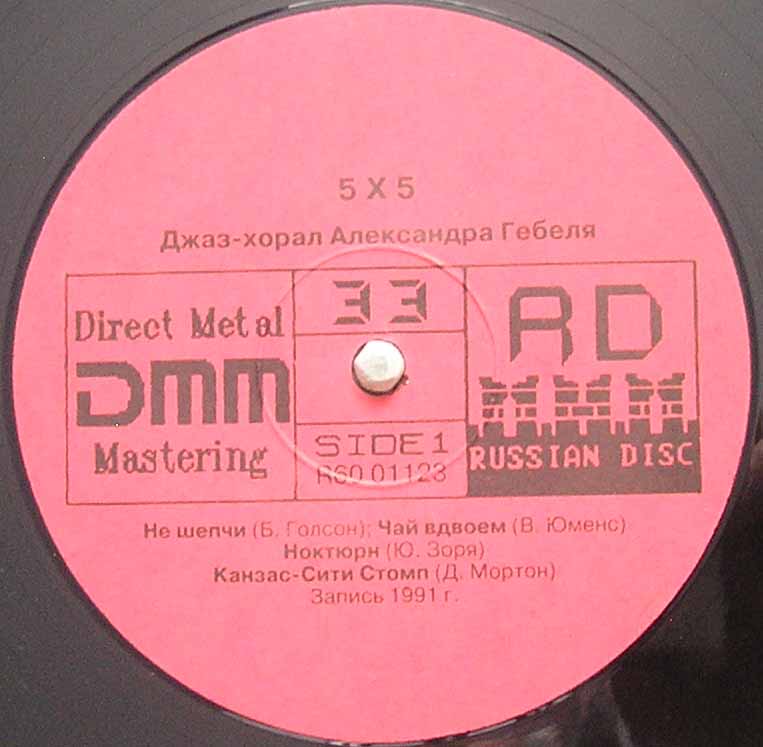 5 X 5
Джаз-хорал Александра Гебеля
Direct Metal
DMM
Mastering
33
SIDE 1
R60 01123
RD
RUSSIAN DISC
Не шепчи (Б. Голсон); Чай вдвоем (В. Юменс)
Ноктюрн (Ю. Зоря)
Канзас-Сити Стомп (Д. Мортон)
Запись 1991 г.